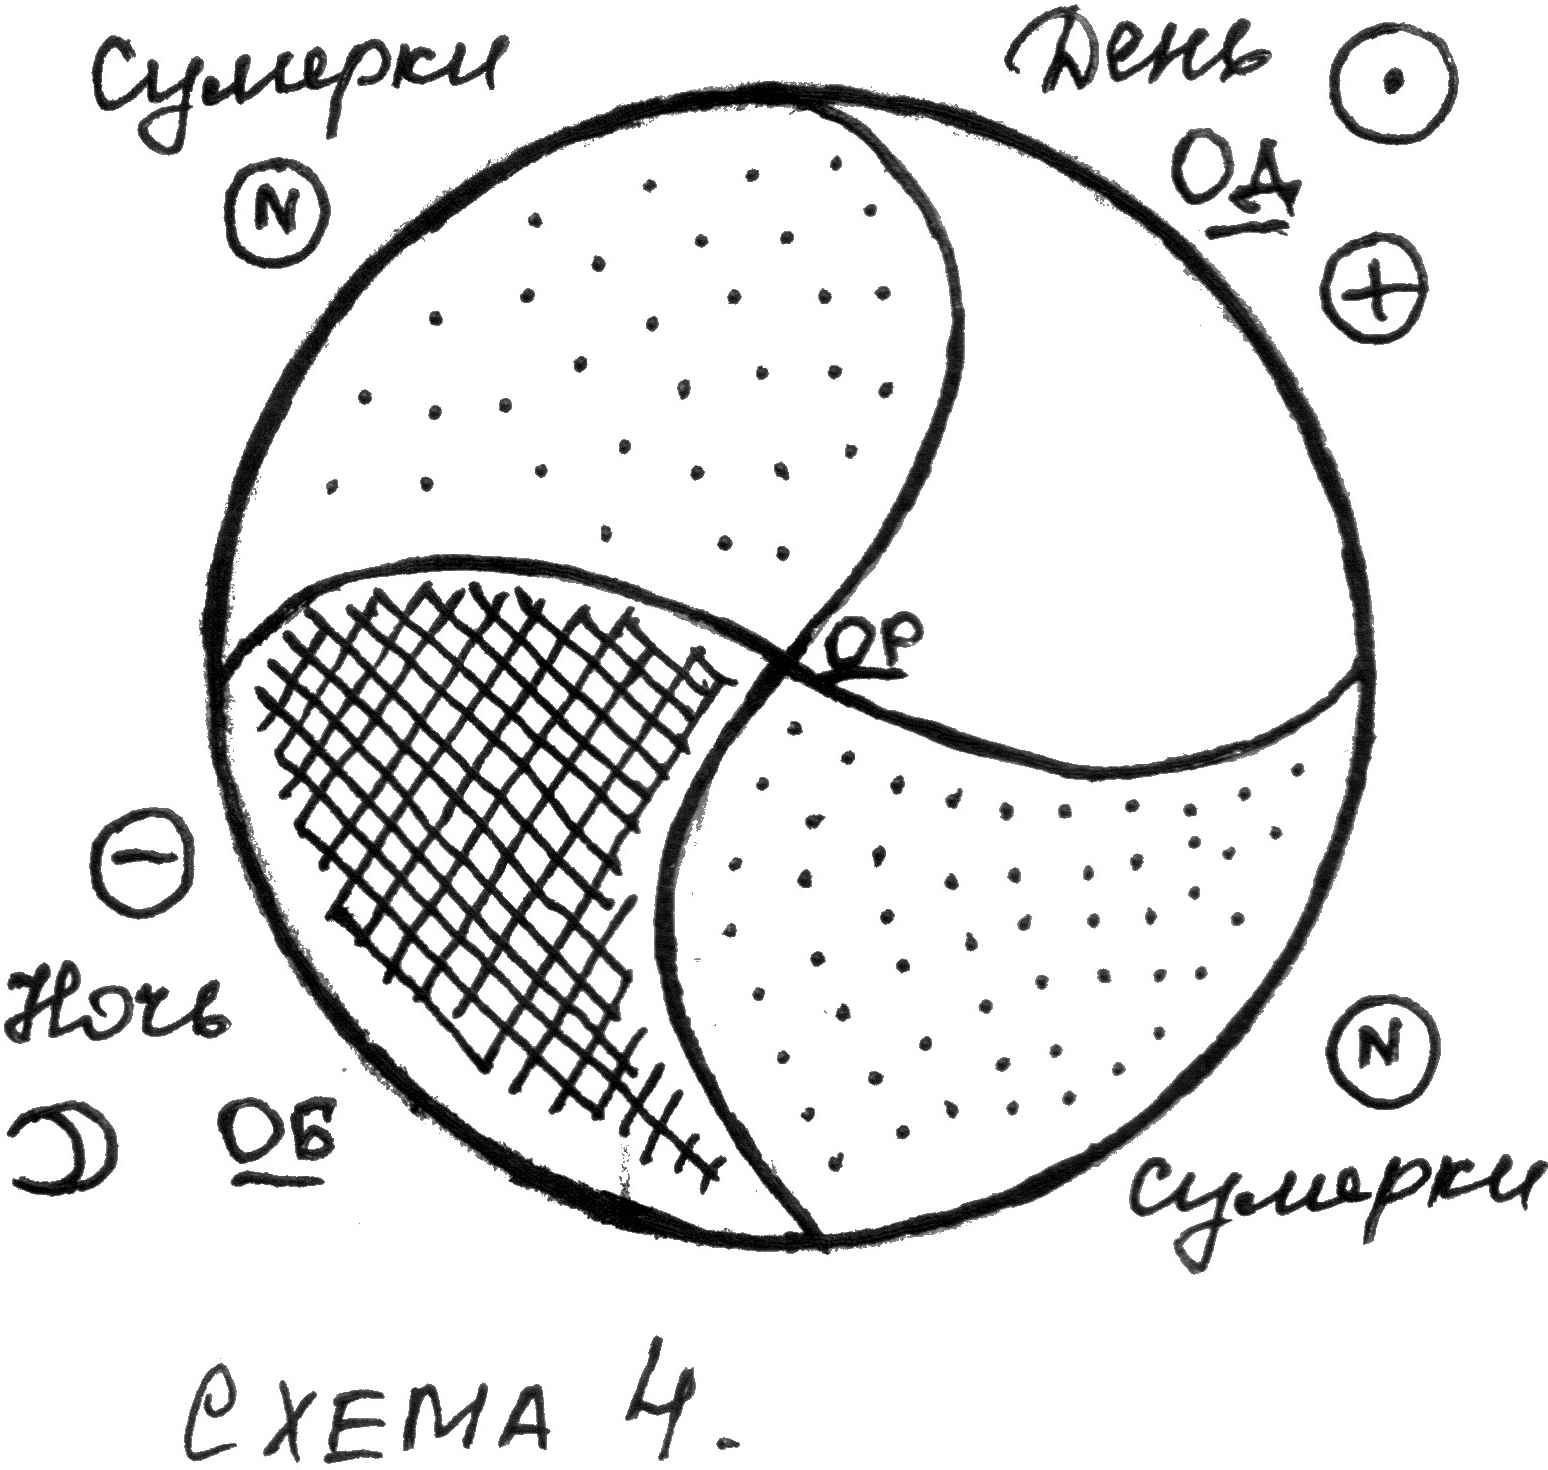 Сумерки
День
N
ОД
+
ОР
−
Ночь
ОБ
N
Сумерки
СХЕМА 4.